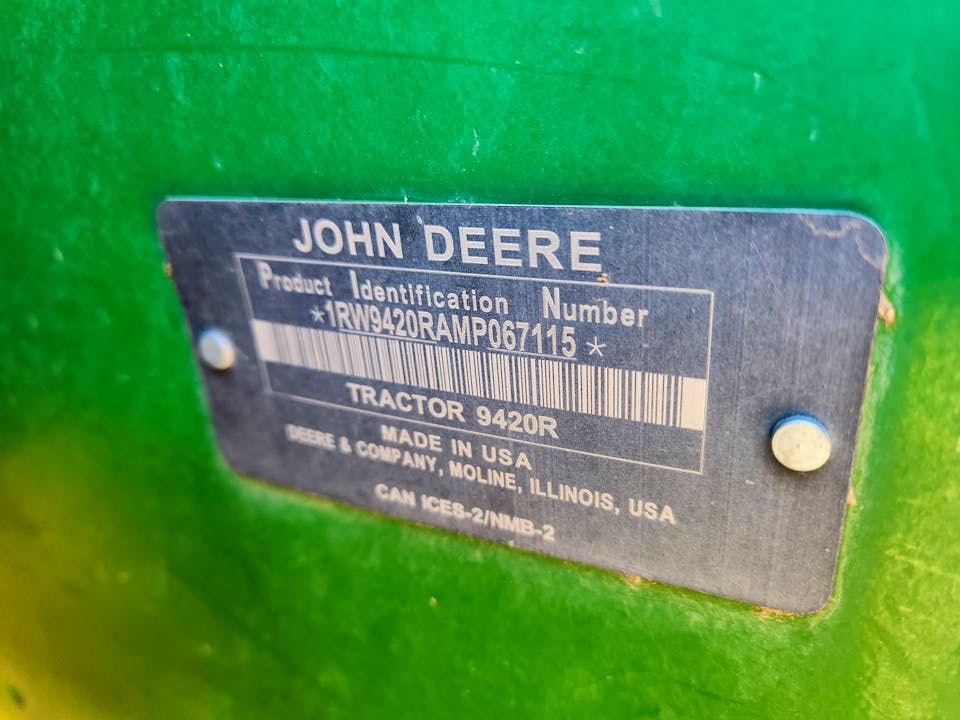 JOHN DEERE
Product Identification Number
*1RW9420RAMP067115*
TRACTOR 9420R
MADE IN USA
DEERE & COMPANY, MOLINE, ILLINOIS, USA
CAN ICES-2/NMB-2